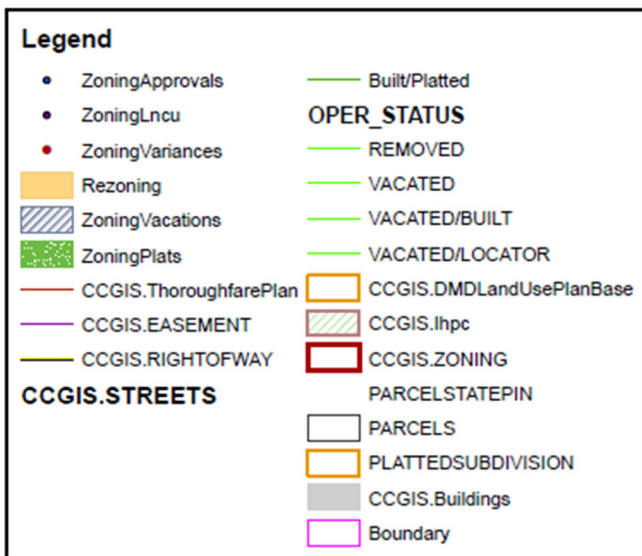 Legend
ZoningApprovals
ZoningLncu
ZoningVariances
Rezoning
ZoningVacations
ZoningPlats
CCGIS.ThoroughfarePlan
CCGIS.EASEMENT
CCGIS.RIGHTOFWAY
CCGIS.STREETS
Built/Platted
OPER_STATUS
REMOVED
VACATED
VACATED/BUILT
VACATED/LOCATOR
CCGIS.DMDLandUsePlanBase
CCGIS.Ihpc
CCGIS.ZONING
PARCELSTATEPIN
PARCELS
PLATTEDSUBDIVISION
CCGIS.Buildings
Boundary